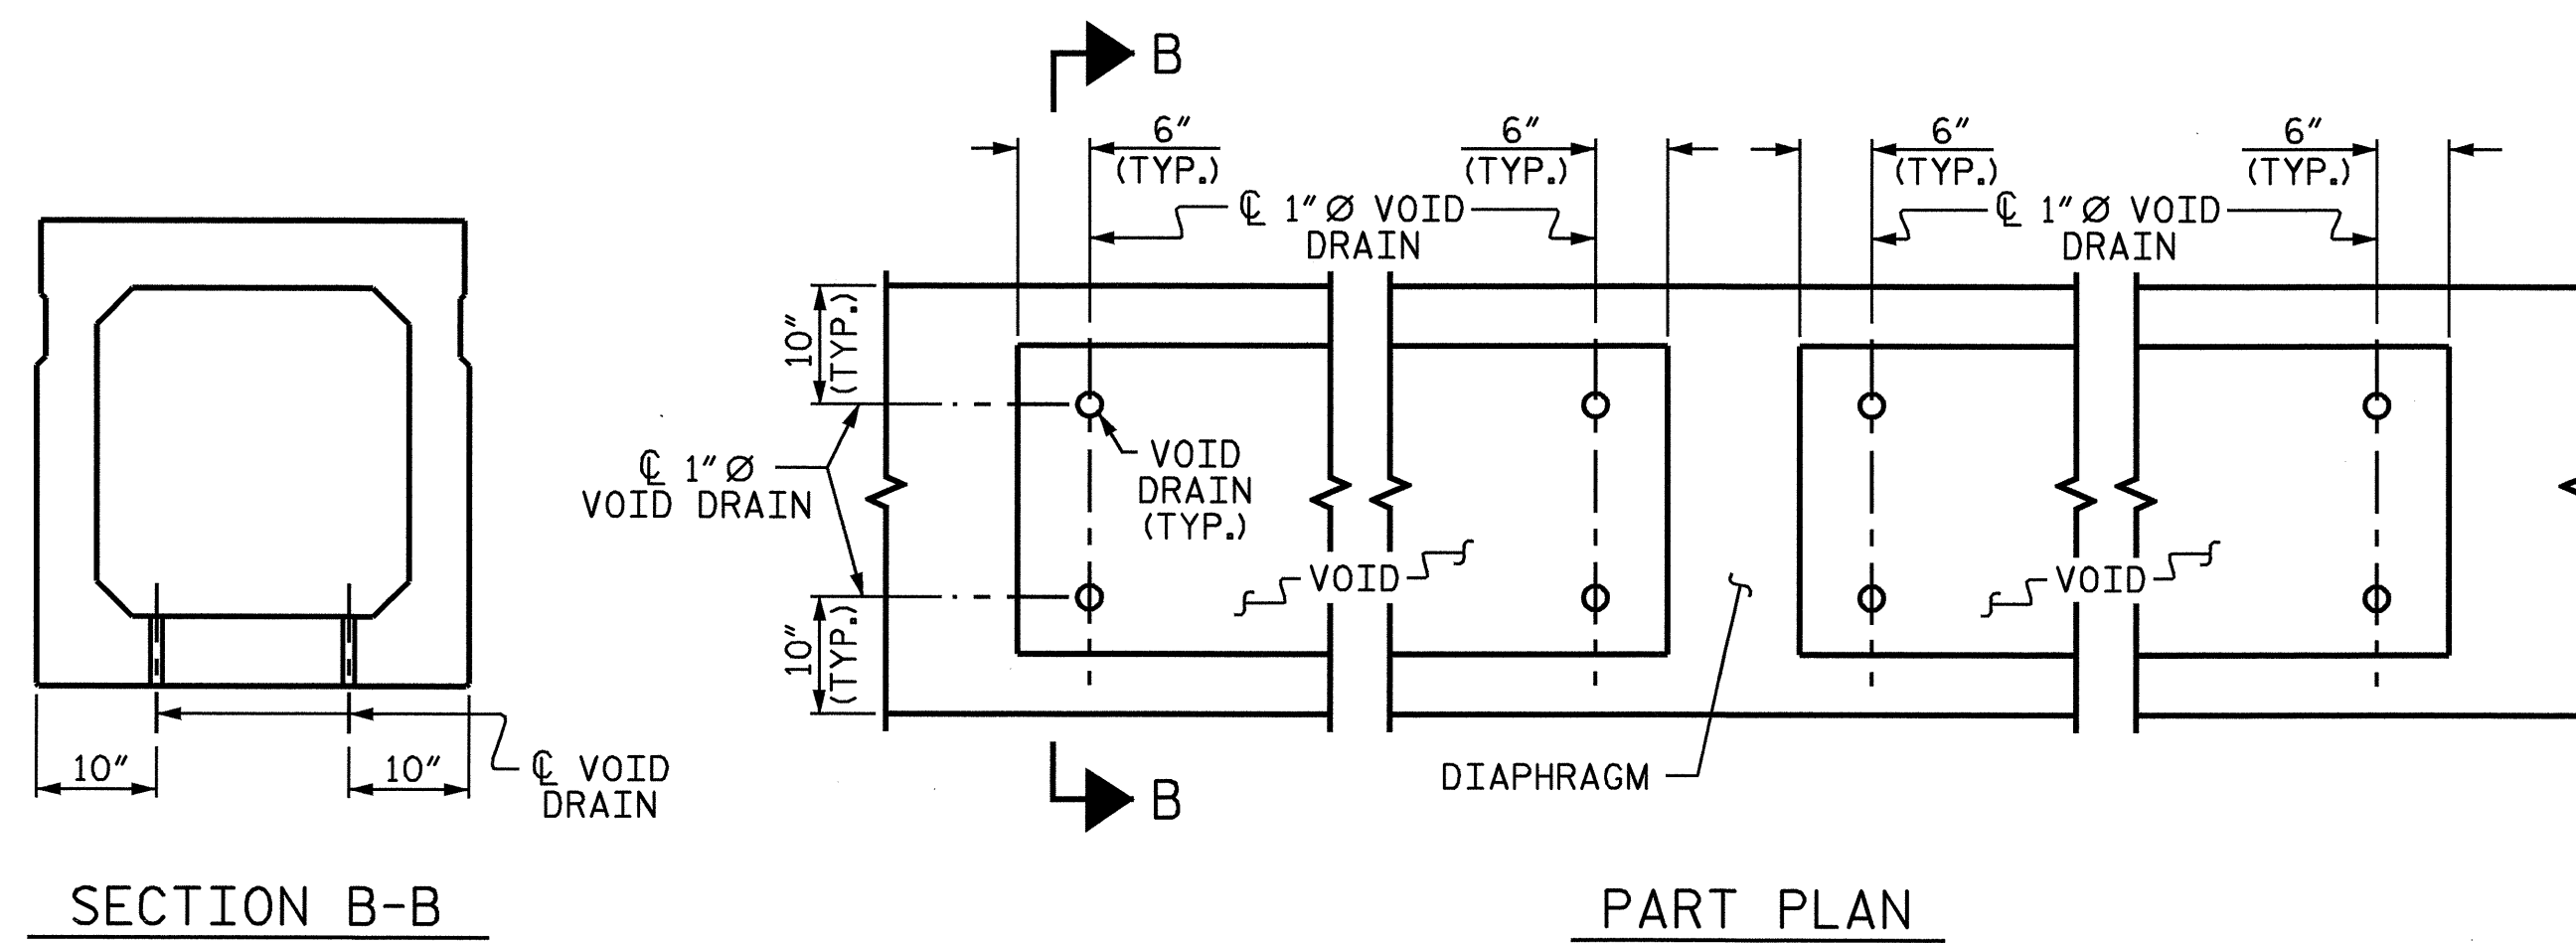 B
6" 6" 6" 6"
(TYP.) (TYP.) (TYP.) (TYP.)
℄ 1"Ø VOID
DRAIN
℄ 1"Ø VOID
DRAIN
10"
(TYP.)
℄ 1"Ø
VOID DRAIN
VOID
DRAIN
(TYP.)
VOID
VOID
10"
(TYP.)
10" 10"
℄ VOID
DRAIN
DIAPHRAGM
B
SECTION B-B
PART PLAN